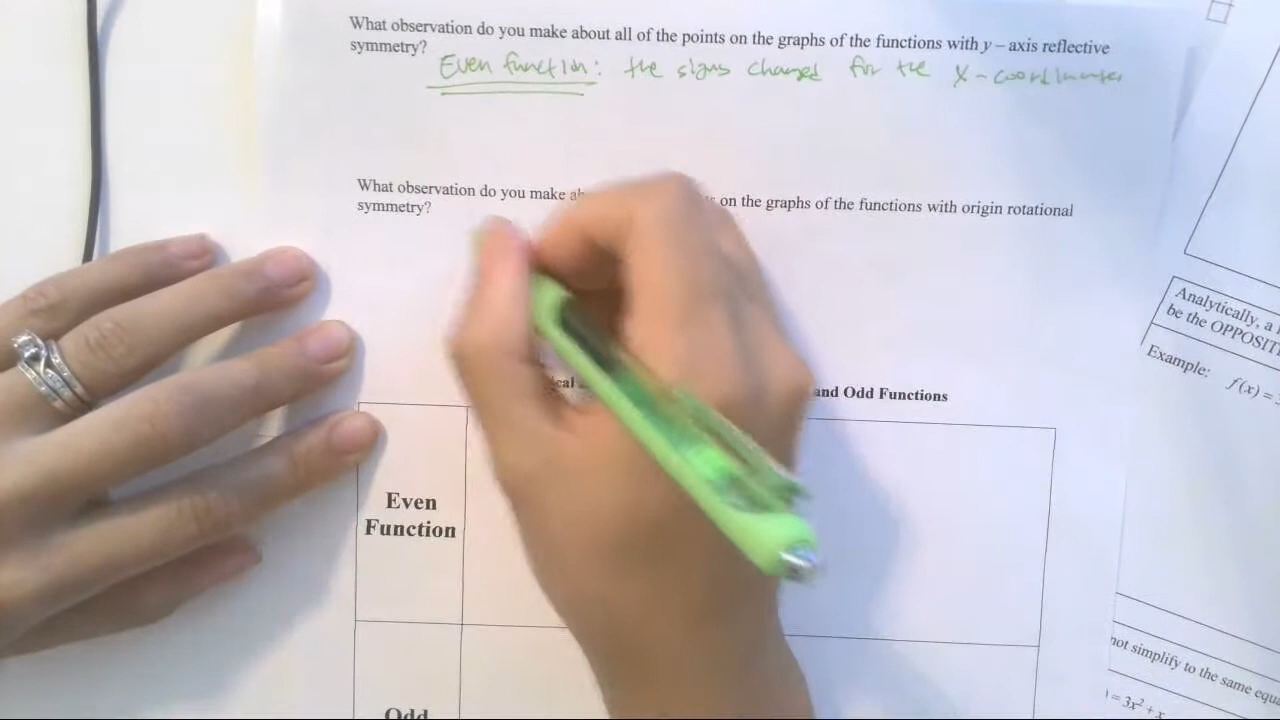 What observation do you make about all of the points on the graphs of the functions with y – axis reflective
symmetry?
Even function: the signs changed for the x-coordinates
What observation do you make on the graphs of the functions with origin rotational
symmetry?
and Odd Functions
Even
Function
Odd
Analytically, a
be the OPPOSIT
Example: f(x) = 3
not simplify to the same equ
) = 3x² + x